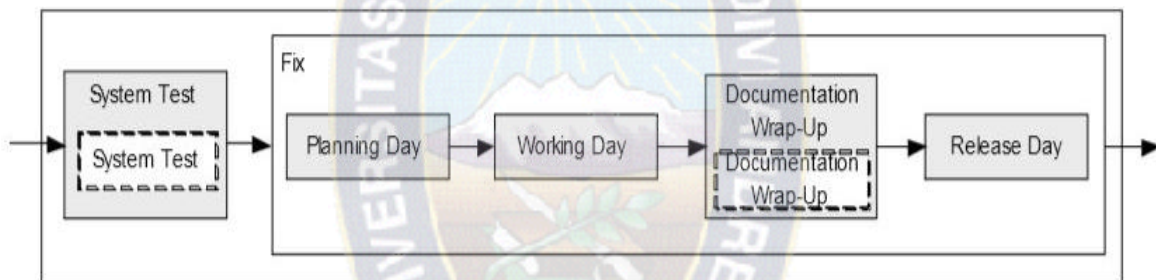 System Test
System Test
Fix
Planning Day
Working Day
Documentation
Wrap-Up
Documentation
Wrap-Up
Release Day